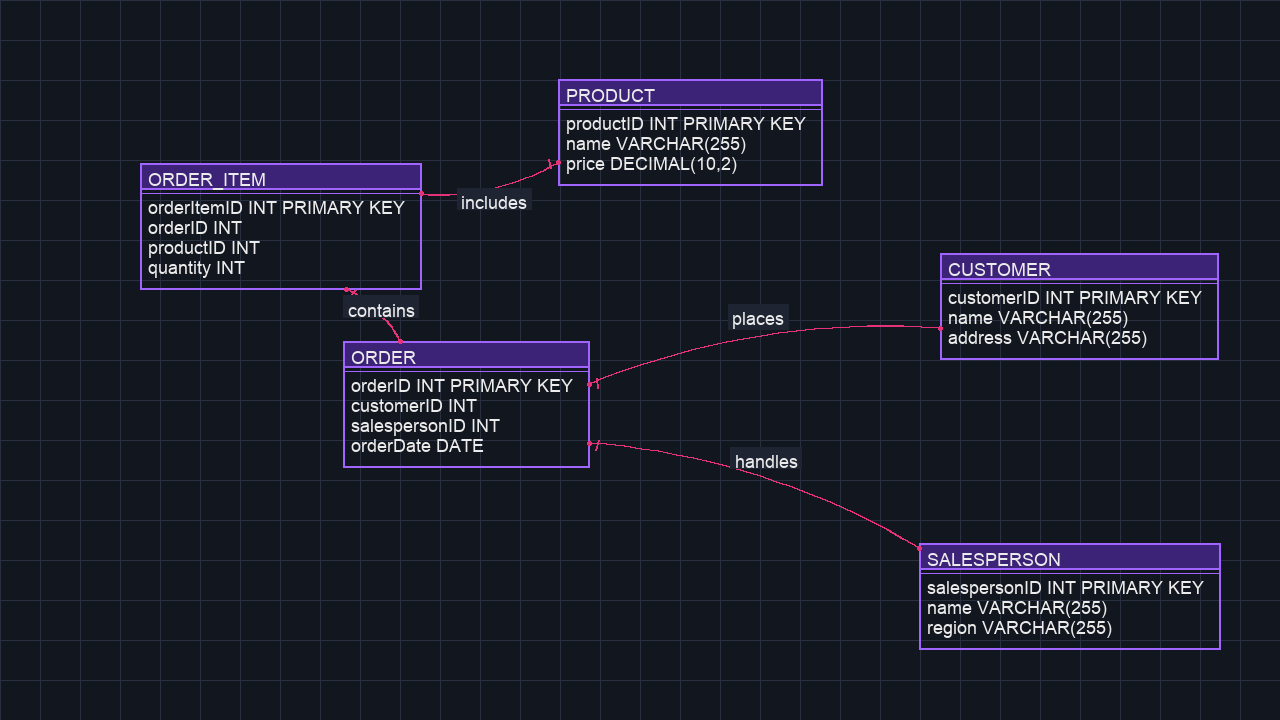 PRODUCT
productID INT PRIMARY KEY
name VARCHAR(255)
price DECIMAL(10,2)
ORDER_ITEM
orderItemID INT PRIMARY KEY
orderID INT
productID INT
quantity INT
includes
CUSTOMER
customerID INT PRIMARY KEY
name VARCHAR(255)
address VARCHAR(255)
contains
places
ORDER
orderID INT PRIMARY KEY
customerID INT
salespersonID INT
orderDate DATE
handles
SALESPERSON
salespersonID INT PRIMARY KEY
name VARCHAR(255)
region VARCHAR(255)